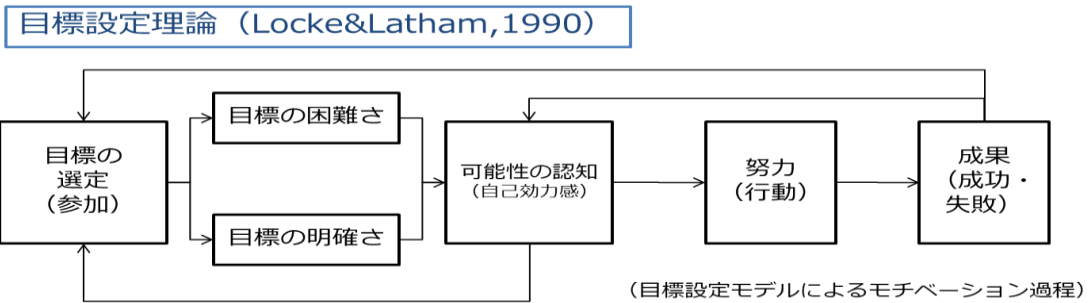 目標設定理論（Locke&Latham,1990）
目標の
選定
（参加）
目標の困難さ
目標の明確さ
可能性の認知
（自己効力感）
努力
（行動）
成果
（成功・
失敗）
（目標設定モデルによるモチベーション過程）